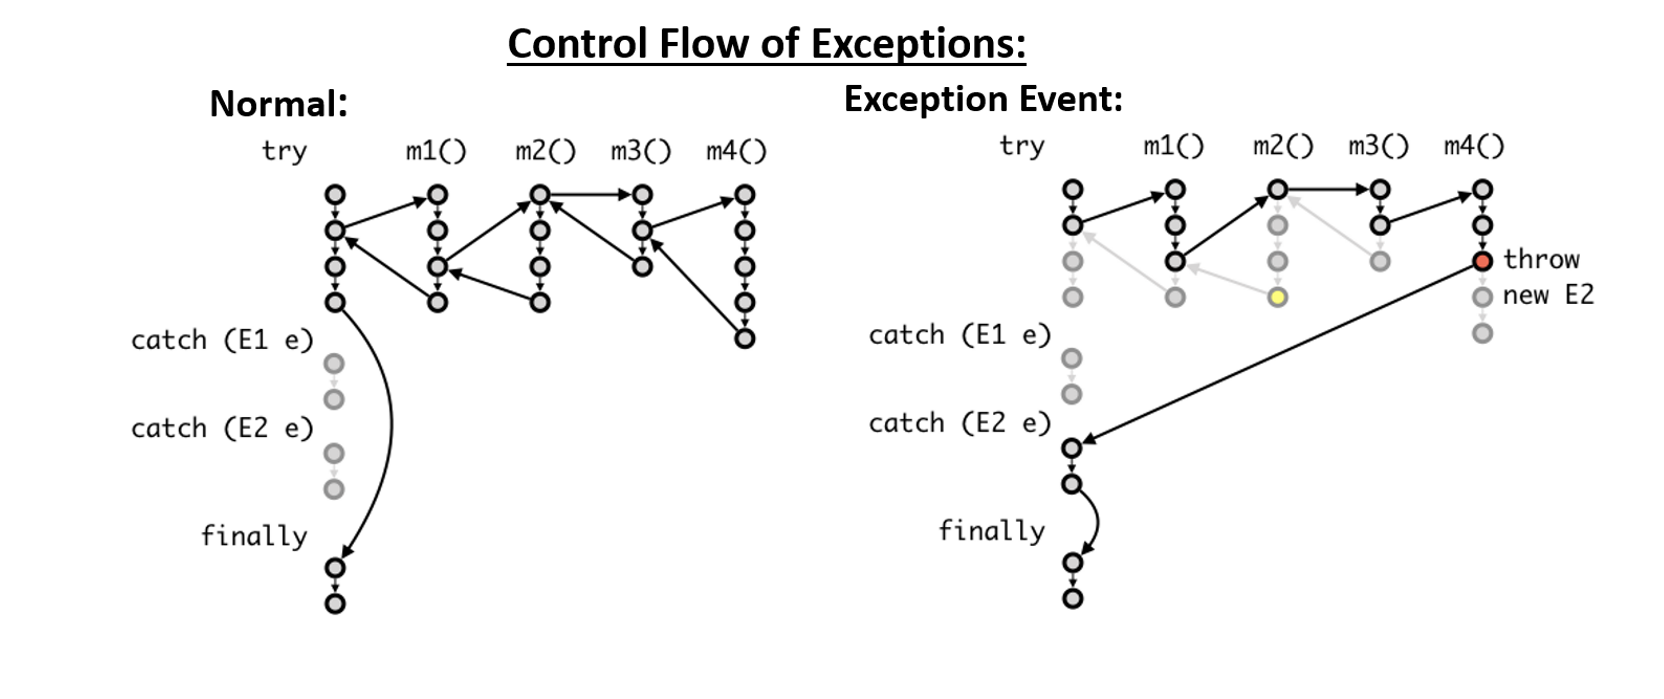 Control Flow of Exceptions:
Normal:
try m1() m2() m3() m4()
catch (E1 e)
catch (E2 e)
finally
Exception Event:
try m1() m2() m3() m4()
throw
new E2
catch (E1 e)
catch (E2 e)
finally